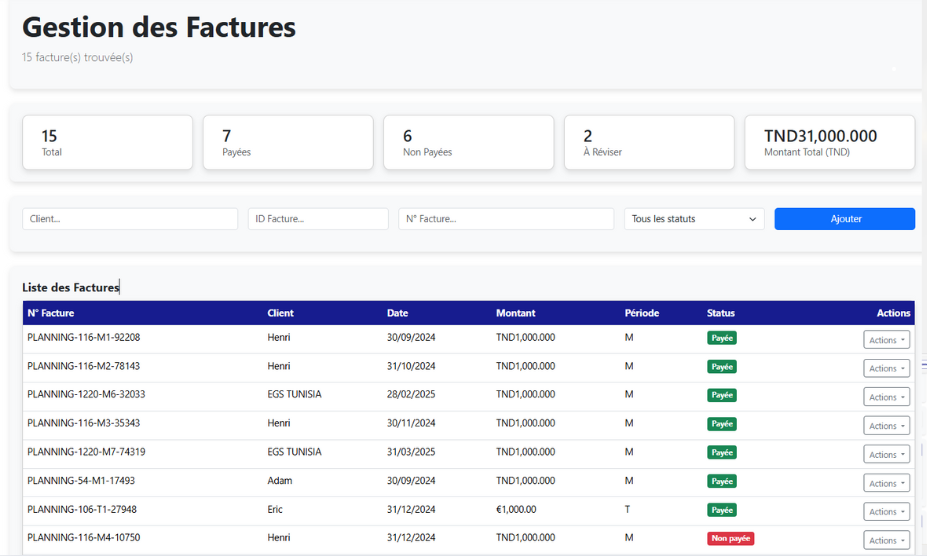 Gestion des Factures
15 facture(s) trouvée(s)
15
Total
7
Payées
6
Non Payées
2
À Réviser
TND31,000.000
Montant Total (TND)
Client... ID Facture... N° Facture... Tous les statuts Ajouter
Liste des Factures
N° Facture Client Date Montant Période Status Actions
PLANNING-116-M1-92208 Henri 30/09/2024 TND1,000.000 M Payée Actions
PLANNING-116-M2-78143 Henri 31/10/2024 TND1,000.000 M Payée Actions
PLANNING-1220-M6-32033 EGS TUNISIA 28/02/2025 TND1,000.000 M Payée Actions
PLANNING-116-M3-35343 Henri 30/11/2024 TND1,000.000 M Payée Actions
PLANNING-1220-M7-74319 EGS TUNISIA 31/03/2025 TND1,000.000 M Payée Actions
PLANNING-54-M1-17493 Adam 30/09/2024 TND1,000.000 M Payée Actions
PLANNING-106-T1-27948 Eric 31/12/2024 €1,000.00 T Payée Actions
PLANNING-116-M4-10750 Henri 31/12/2024 TND1,000.000 M Non payée Actions